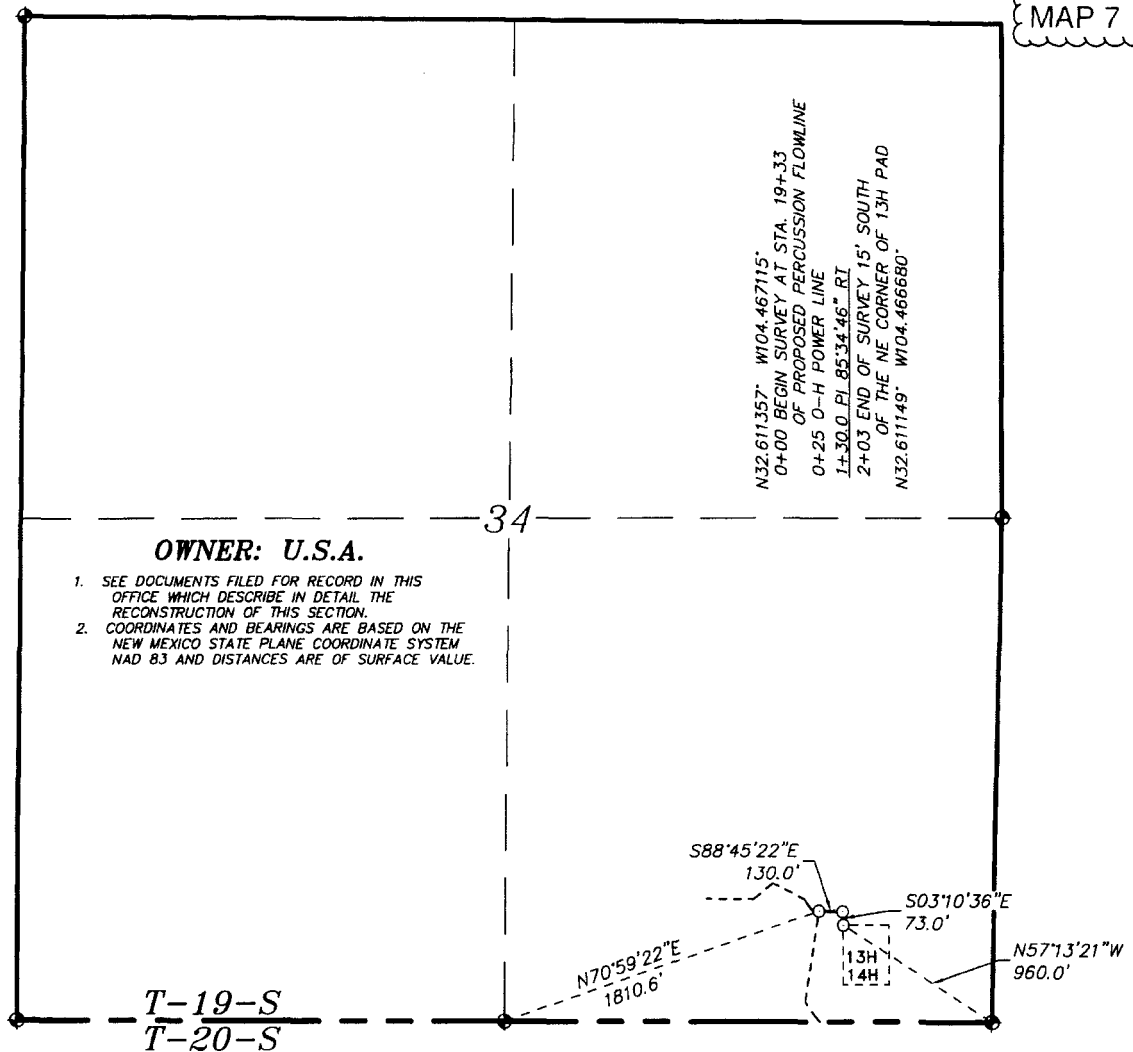 MAP 7
N32.611357° W104.467115°
0+00 BEGIN SURVEY AT STA. 19+33
OF PROPOSED PERCUSSION FLOWLINE
0+25 O-H POWER LINE
1+30.0 PI 85°34'46" RT
2+03 END OF SURVEY 15' SOUTH
OF THE NE CORNER OF 13H PAD
N32.611149° W104.466680°
34
OWNER: U.S.A.
1. SEE DOCUMENTS FILED FOR RECORD IN THIS
OFFICE WHICH DESCRIBE IN DETAIL THE
RECONSTRUCTION OF THIS SECTION.
2. COORDINATES AND BEARINGS ARE BASED ON THE
NEW MEXICO STATE PLANE COORDINATE SYSTEM
NAD 83 AND DISTANCES ARE OF SURFACE VALUE.
S88°45'22"E
130.0'
S03°10'36"E
73.0'
N70°59'22"E
1810.6'
13H
14H
N57°13'21"W
960.0'
T-19-S
T-20-S